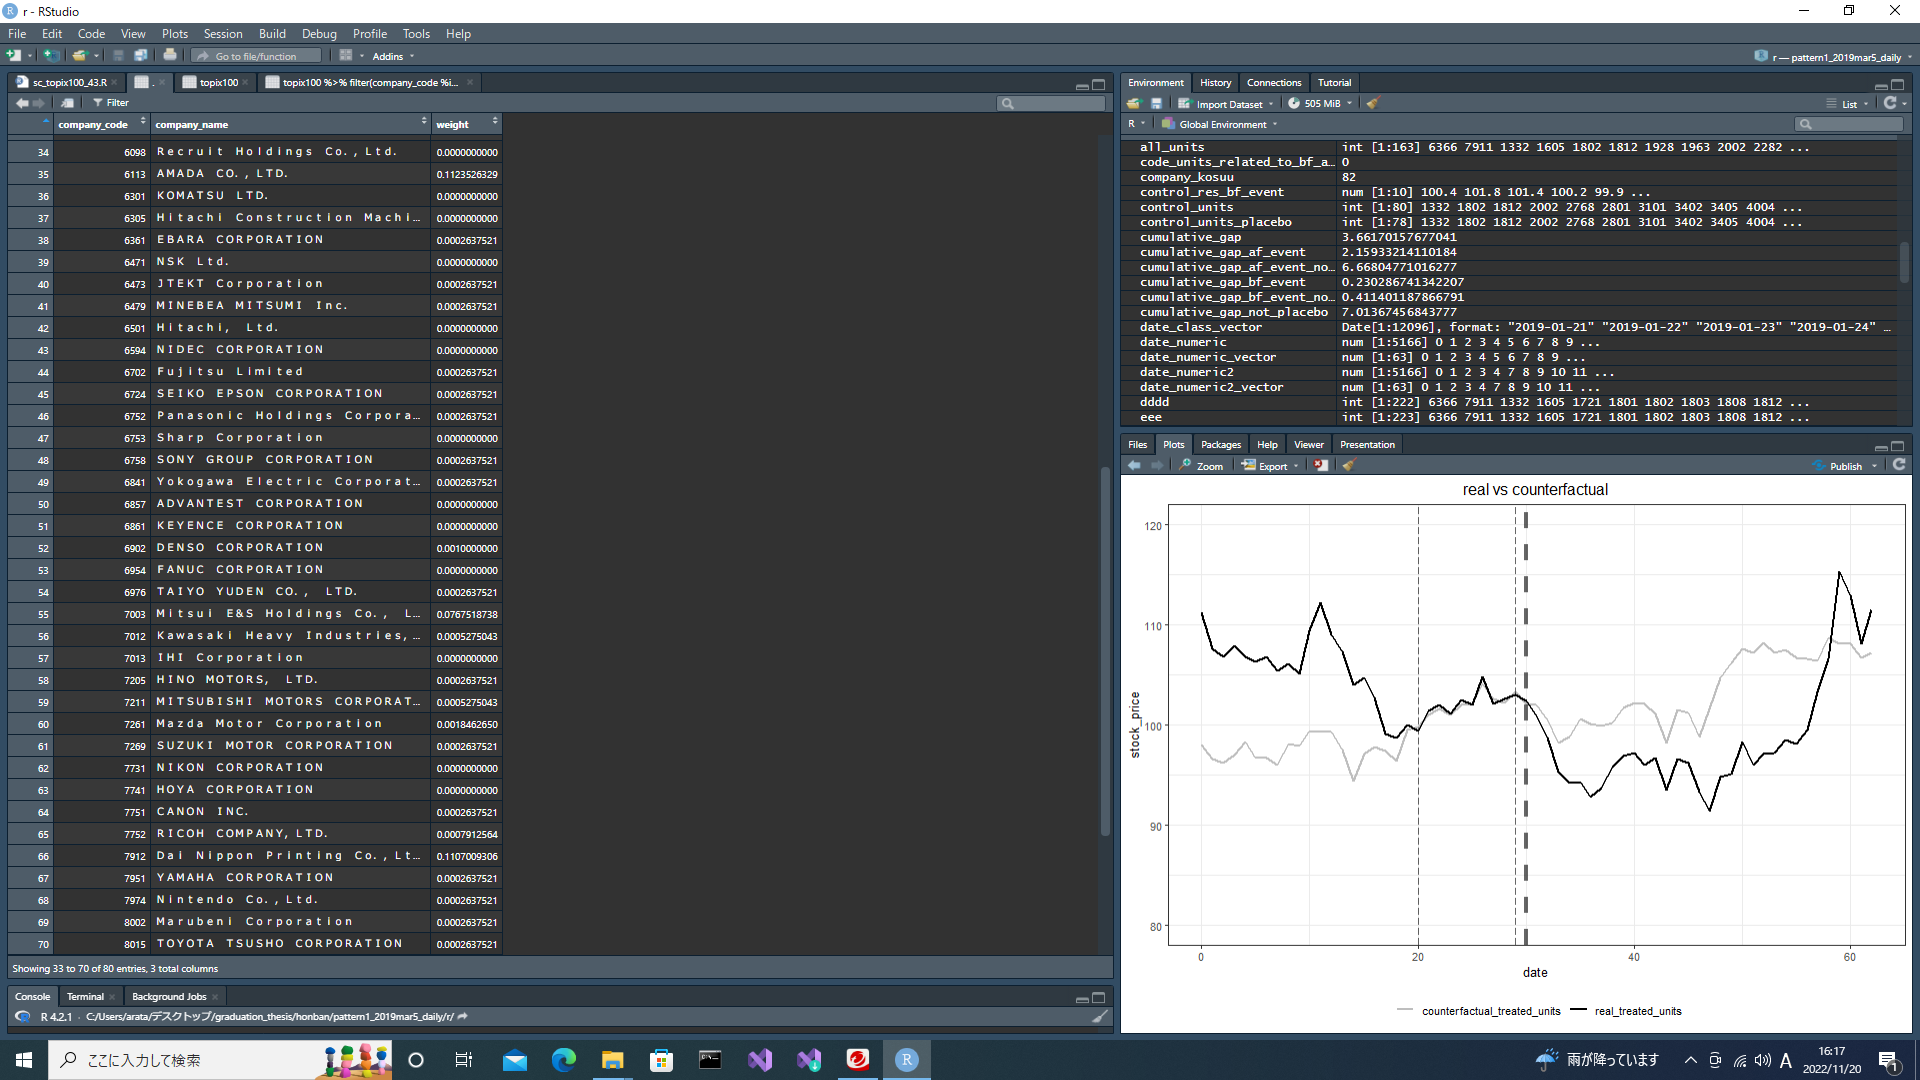 r - RStudio
File Edit Code View Plots Session Build Debug Profile Tools Help
Go to file/function Addins r — pattern1_2019mar5_daily
sc_topix100_43.R . topix100 topix100 %>% filter(company_code %i...
Filter
company_code company_name weight
34 6098 Recruit Holdings Co.,Ltd. 0.0000000000
35 6113 AMADA CO.,LTD. 0.1123526329
36 6301 KOMATSU LTD. 0.0000000000
37 6305 Hitachi Construction Machi... 0.0000000000
38 6361 EBARA CORPORATION 0.0002637521
39 6471 NSK Ltd. 0.0000000000
40 6473 JTEKT Corporation 0.0002637521
41 6479 MINEBEA MITSUMI Inc. 0.0002637521
42 6501 Hitachi, Ltd. 0.0000000000
43 6594 NIDEC CORPORATION 0.0000000000
44 6702 Fujitsu Limited 0.0002637521
45 6724 SEIKO EPSON CORPORATION 0.0002637521
46 6752 Panasonic Holdings Corpora... 0.0002637521
47 6753 Sharp Corporation 0.0000000000
48 6758 SONY GROUP CORPORATION 0.0002637521
49 6841 Yokogawa Electric Corporat... 0.0002637521
50 6857 ADVANTEST CORPORATION 0.0000000000
51 6861 KEYENCE CORPORATION 0.0000000000
52 6902 DENSO CORPORATION 0.0010000000
53 6954 FANUC CORPORATION 0.0000000000
54 6976 TAIYO YUDEN CO., LTD. 0.0002637521
55 7003 Mitsui E&S Holdings Co., L... 0.0767518738
56 7012 Kawasaki Heavy Industries,... 0.0005275043
57 7013 IHI Corporation 0.0000000000
58 7205 HINO MOTORS, LTD. 0.0002637521
59 7211 MITSUBISHI MOTORS CORPORAT... 0.0005275043
60 7261 Mazda Motor Corporation 0.0018462650
61 7269 SUZUKI MOTOR CORPORATION 0.0002637521
62 7731 NIKON CORPORATION 0.0000000000
63 7741 HOYA CORPORATION 0.0000000000
64 7751 CANON INC. 0.0002637521
65 7752 RICOH COMPANY,LTD. 0.0007912564
66 7912 Dai Nippon Printing Co.,Lt... 0.1107009306
67 7951 YAMAHA CORPORATION 0.0002637521
68 7974 Nintendo Co.,Ltd. 0.0002637521
69 8002 Marubeni Corporation 0.0002637521
70 8015 TOYOTA TSUSHO CORPORATION 0.0002637521
Showing 33 to 70 of 80 entries, 3 total columns
Console Terminal Background Jobs
R 4.2.1 · C:/Users/arata/デスクトップ/graduation_thesis/honban/pattern1_2019mar5_daily/r/
Environment History Connections Tutorial
Import Dataset 505 MiB List
R Global Environment
all_units int [1:163] 6366 7911 1332 1605 1802 1812 1928 1963 2002 2282 ...
code_units_related_to_bf_a... 0
company_kosuu 82
control_res_bf_event num [1:10] 100.4 101.8 101.4 100.2 99.9 ...
control_units int [1:80] 1332 1802 1812 2002 2768 2801 3101 3402 3405 4004 ...
control_units_placebo int [1:78] 1332 1802 1812 2002 2768 2801 3101 3402 3405 4004 ...
cumulative_gap 3.66170157677041
cumulative_gap_af_event 2.15933214110184
cumulative_gap_af_event_no... 6.66804771016277
cumulative_gap_bf_event 0.230286741342207
cumulative_gap_bf_event_no... 0.411401187866791
cumulative_gap_not_placebo 7.01367456843777
date_class_vector Date[1:12096], format: "2019-01-21" "2019-01-22" "2019-01-23" "2019-01-24" ...
date_numeric num [1:5166] 0 1 2 3 4 5 6 7 8 9 ...
date_numeric_vector num [1:63] 0 1 2 3 4 5 6 7 8 9 ...
date_numeric2 num [1:5166] 0 1 2 3 4 7 8 9 10 11 ...
date_numeric2_vector num [1:63] 0 1 2 3 4 7 8 9 10 11 ...
dddd int [1:222] 6366 7911 1332 1605 1721 1801 1802 1803 1808 1812 ...
eee int [1:223] 6366 7911 1332 1605 1721 1801 1802 1803 1808 1812 ...
Files Plots Packages Help Viewer Presentation
Zoom Export Publish
real vs counterfactual
120
110
100
90
80
stock_price
0 20 40 60
date
counterfactual_treated_units real_treated_units
ここに入力して検索
雨が降っています A 16:17
2022/11/20
1